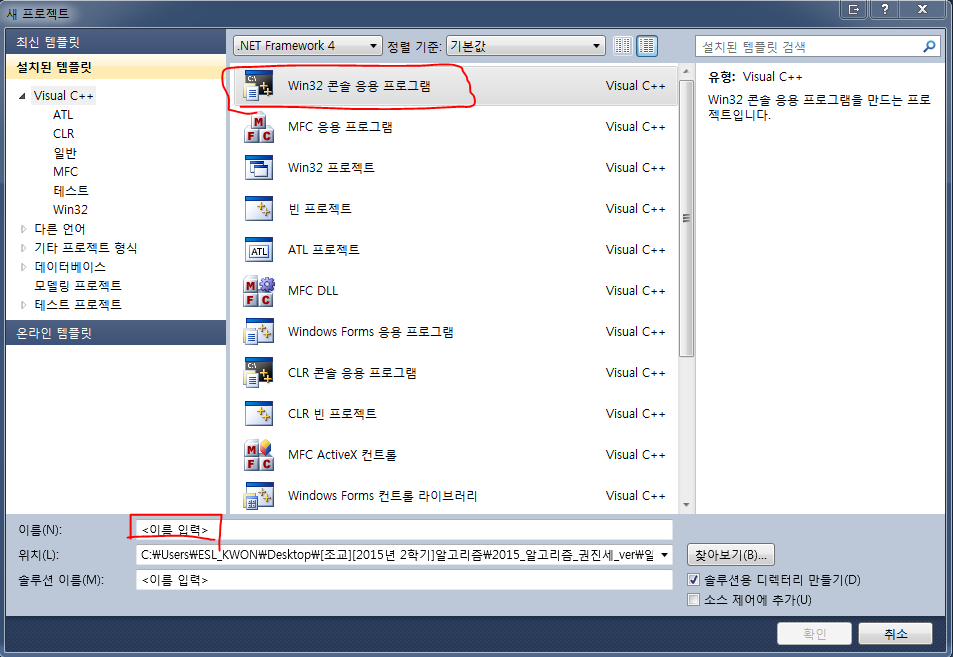 새 프로젝트
최신 템플릿
설치된 템플릿
Visual C++
ATL
CLR
일반
MFC
테스트
Win32
다른 언어
기타 프로젝트 형식
데이터베이스
모델링 프로젝트
테스트 프로젝트
온라인 템플릿
.NET Framework 4 정렬 기준: 기본값
Win32 콘솔 응용 프로그램 Visual C++
MFC 응용 프로그램 Visual C++
Win32 프로젝트 Visual C++
빈 프로젝트 Visual C++
ATL 프로젝트 Visual C++
MFC DLL Visual C++
Windows Forms 응용 프로그램 Visual C++
CLR 콘솔 응용 프로그램 Visual C++
CLR 빈 프로젝트 Visual C++
MFC ActiveX 컨트롤 Visual C++
Windows Forms 컨트롤 라이브러리 Visual C++
설치된 템플릿 검색
유형: Visual C++
Win32 콘솔 응용 프로그램을 만드는 프로
젝트입니다.
이름(N): <이름 입력>
위치(L): C:₩Users₩ESL_KWON₩Desktop₩[조교][2015년 2학기]알고리즘₩2015_알고리즘_권진세_ver₩일 찾아보기(B)...
솔루션 이름(M): <이름 입력> 솔루션용 디렉터리 만들기(D)
소스 제어에 추가(U)
확인 취소